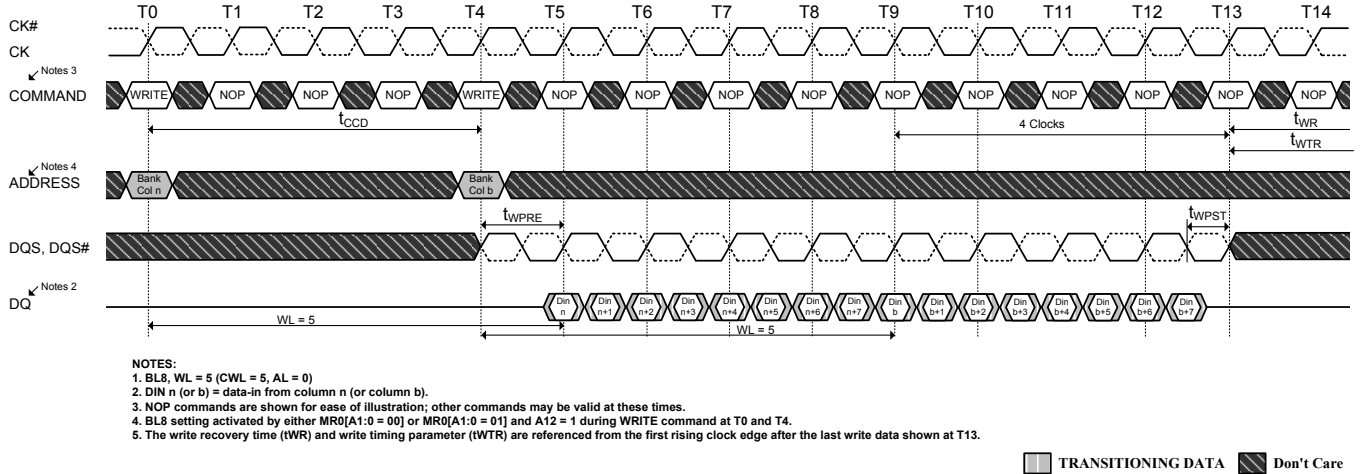 T0 T1 T2 T3 T4 T5 T6 T7 T8 T9 T10 T11 T12 T13 T14
CK#
CK
Notes 3
COMMAND WRITE NOP NOP NOP WRITE NOP NOP NOP NOP NOP NOP NOP NOP NOP NOP
tCCD 4 Clocks tWR
tWTR
Notes 4
ADDRESS Bank Col n Bank Col b
tWPRE tWPST
DQS, DQS#
Notes 2
DQ Din n Din n+1 Din n+2 Din n+3 Din n+4 Din n+5 Din n+6 Din n+7 Din b Din b+1 Din b+2 Din b+3 Din b+4 Din b+5 Din b+6 Din b+7
WL = 5 WL = 5
NOTES:
1. BL8, WL = 5 (CWL = 5, AL = 0)
2. DIN n (or b) = data-in from column n (or column b).
3. NOP commands are shown for ease of illustration; other commands may be valid at these times.
4. BL8 setting activated by either MR0[A1:0 = 00] or MR0[A1:0 = 01] and A12 = 1 during WRITE command at T0 and T4.
5. The write recovery time (tWR) and write timing parameter (tWTR) are referenced from the first rising clock edge after the last write data shown at T13.
TRANSITIONING DATA Don't Care